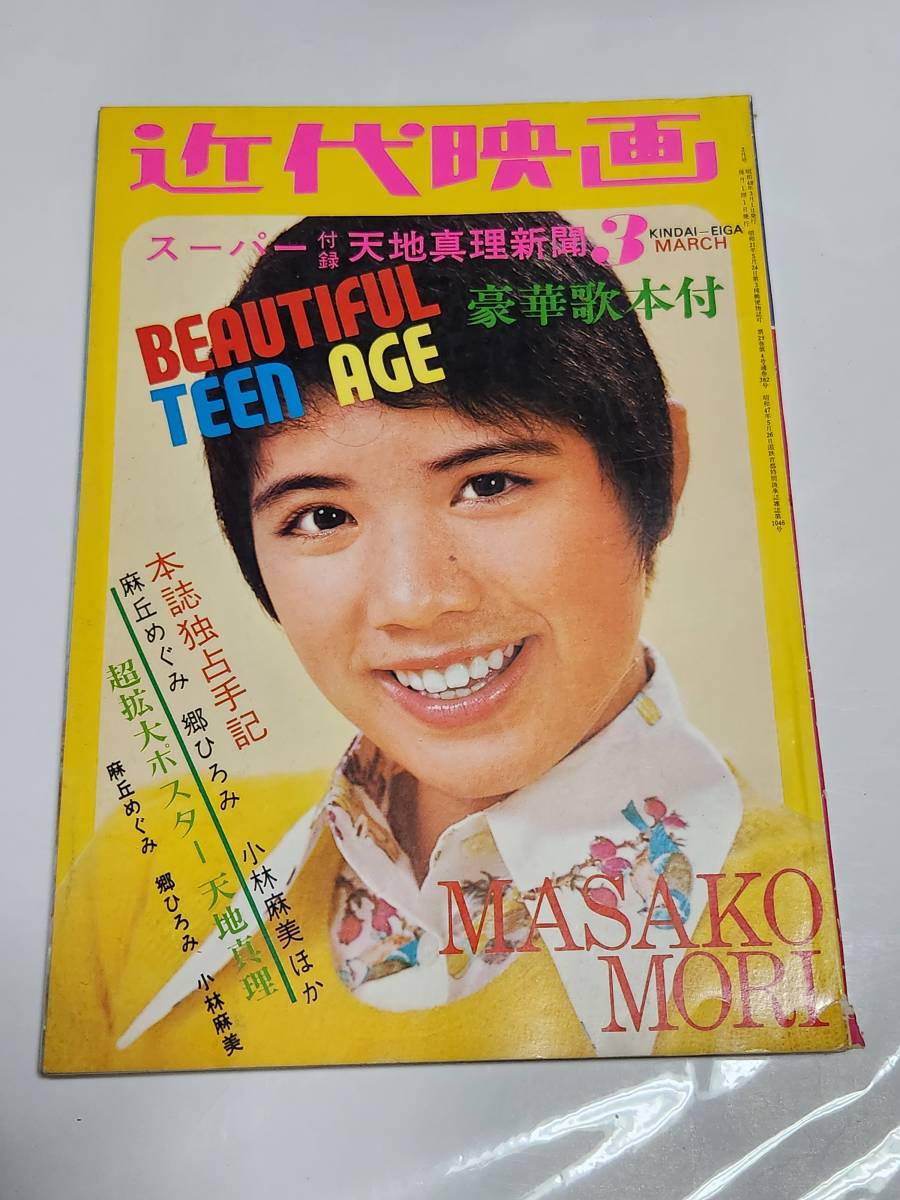 近代映画
スーパー付録 天地真理新聞
3
KINDAI—EIGA
MARCH
豪華歌本付
BEAUTIFUL
TEEN AGE
本誌独占手記
麻丘めぐみ 郷ひろみ 小林麻美ほか
超拡大ポスター 天地真理
麻丘めぐみ 郷ひろみ 小林麻美
MASAKO
MORI